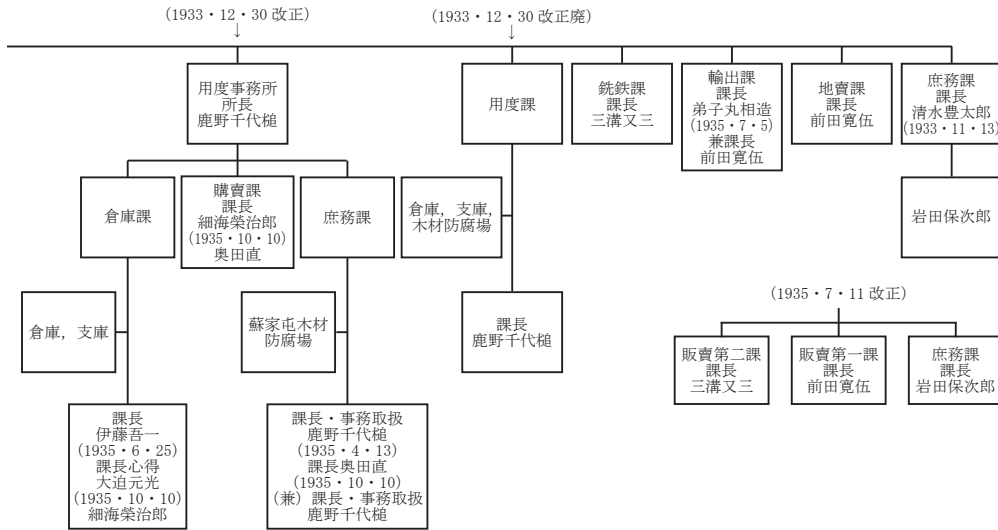 (1933・12・30 改正)
↓
(1933・12・30 改正廃)
↓
用度事務所
所長
鹿野千代槌
用度課
銑鉄課
課長
三溝又三
輸出課
課長
弟子丸相造
(1935・7・5)
兼課長
前田寛伍
地賣課
課長
前田寛伍
庶務課
課長
清水豊太郎
(1933・11・13)
倉庫課
購賣課
課長
細海榮治郎
(1935・10・10)
奥田直
庶務課
倉庫，支庫，
木材防腐場
岩田保次郎
倉庫，支庫
蘇家屯木材
防腐場
課長
鹿野千代槌
(1935・7・11 改正)
販賣第二課
課長
三溝又三
販賣第一課
課長
前田寛伍
庶務課
課長
岩田保次郎
課長
伊藤吾一
(1935・6・25)
課長心得
大迫元光
(1935・10・10)
細海榮治郎
課長・事務取扱
鹿野千代槌
(1935・4・13)
課長奥田直
(1935・10・10)
(兼) 課長・事務取扱
鹿野千代槌